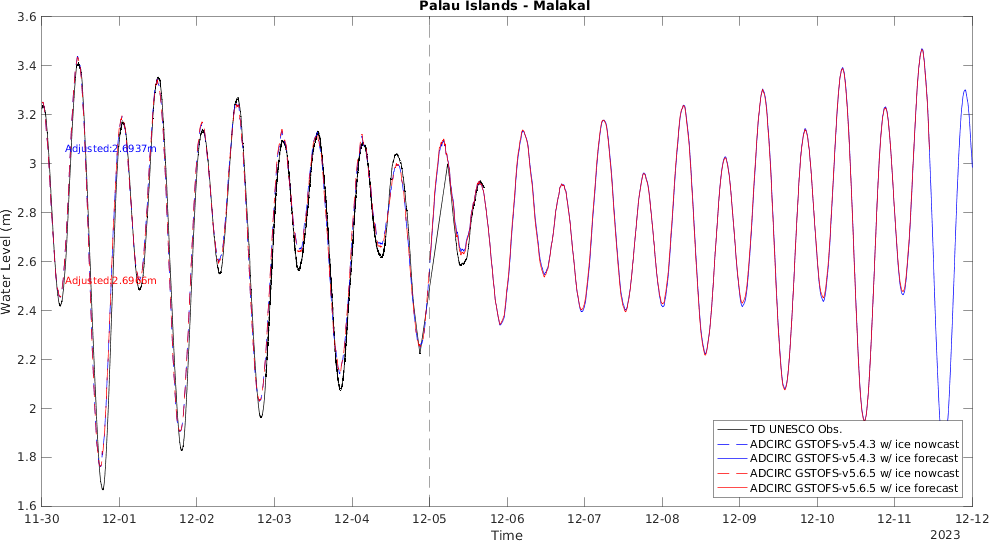 Palau Islands - Malakal
3.6
3.4
3.2
3
2.8
2.6
2.4
2.2
2
1.8
1.6
Water Level (m)
Adjusted:2.6937m
Adjusted:2.6966m
TD UNESCO Obs.
ADCIRC GSTOFS-v5.4.3 w/ ice nowcast
ADCIRC GSTOFS-v5.4.3 w/ ice forecast
ADCIRC GSTOFS-v5.6.5 w/ ice nowcast
ADCIRC GSTOFS-v5.6.5 w/ ice forecast
11-30 12-01 12-02 12-03 12-04 12-05 12-06 12-07 12-08 12-09 12-10 12-11 12-12
Time
2023